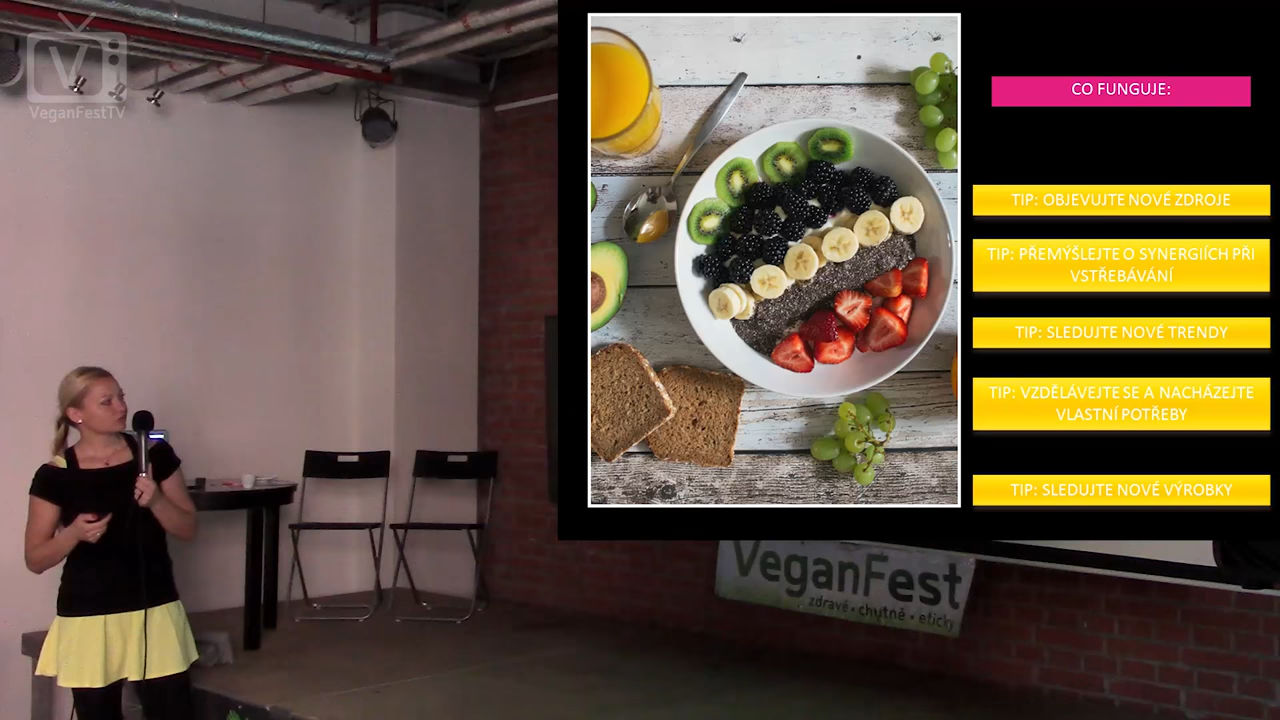 V
VeganFestTV
CO FUNGUJE:
TIP: OBJEVUJTE NOVÉ ZDROJE
TIP: PŘEMÝŠLEJTE O SYNERGIÍCH PŘI
VSTŘEBÁVÁNÍ
TIP: SLEDUJTE NOVÉ TRENDY
TIP: VZDĚLÁVEJTE SE A NACHÁZEJTE
VLASTNÍ POTŘEBY
TIP: SLEDUJTE NOVÉ VÝROBKY
VeganFest
zdravě • chutně • eticky